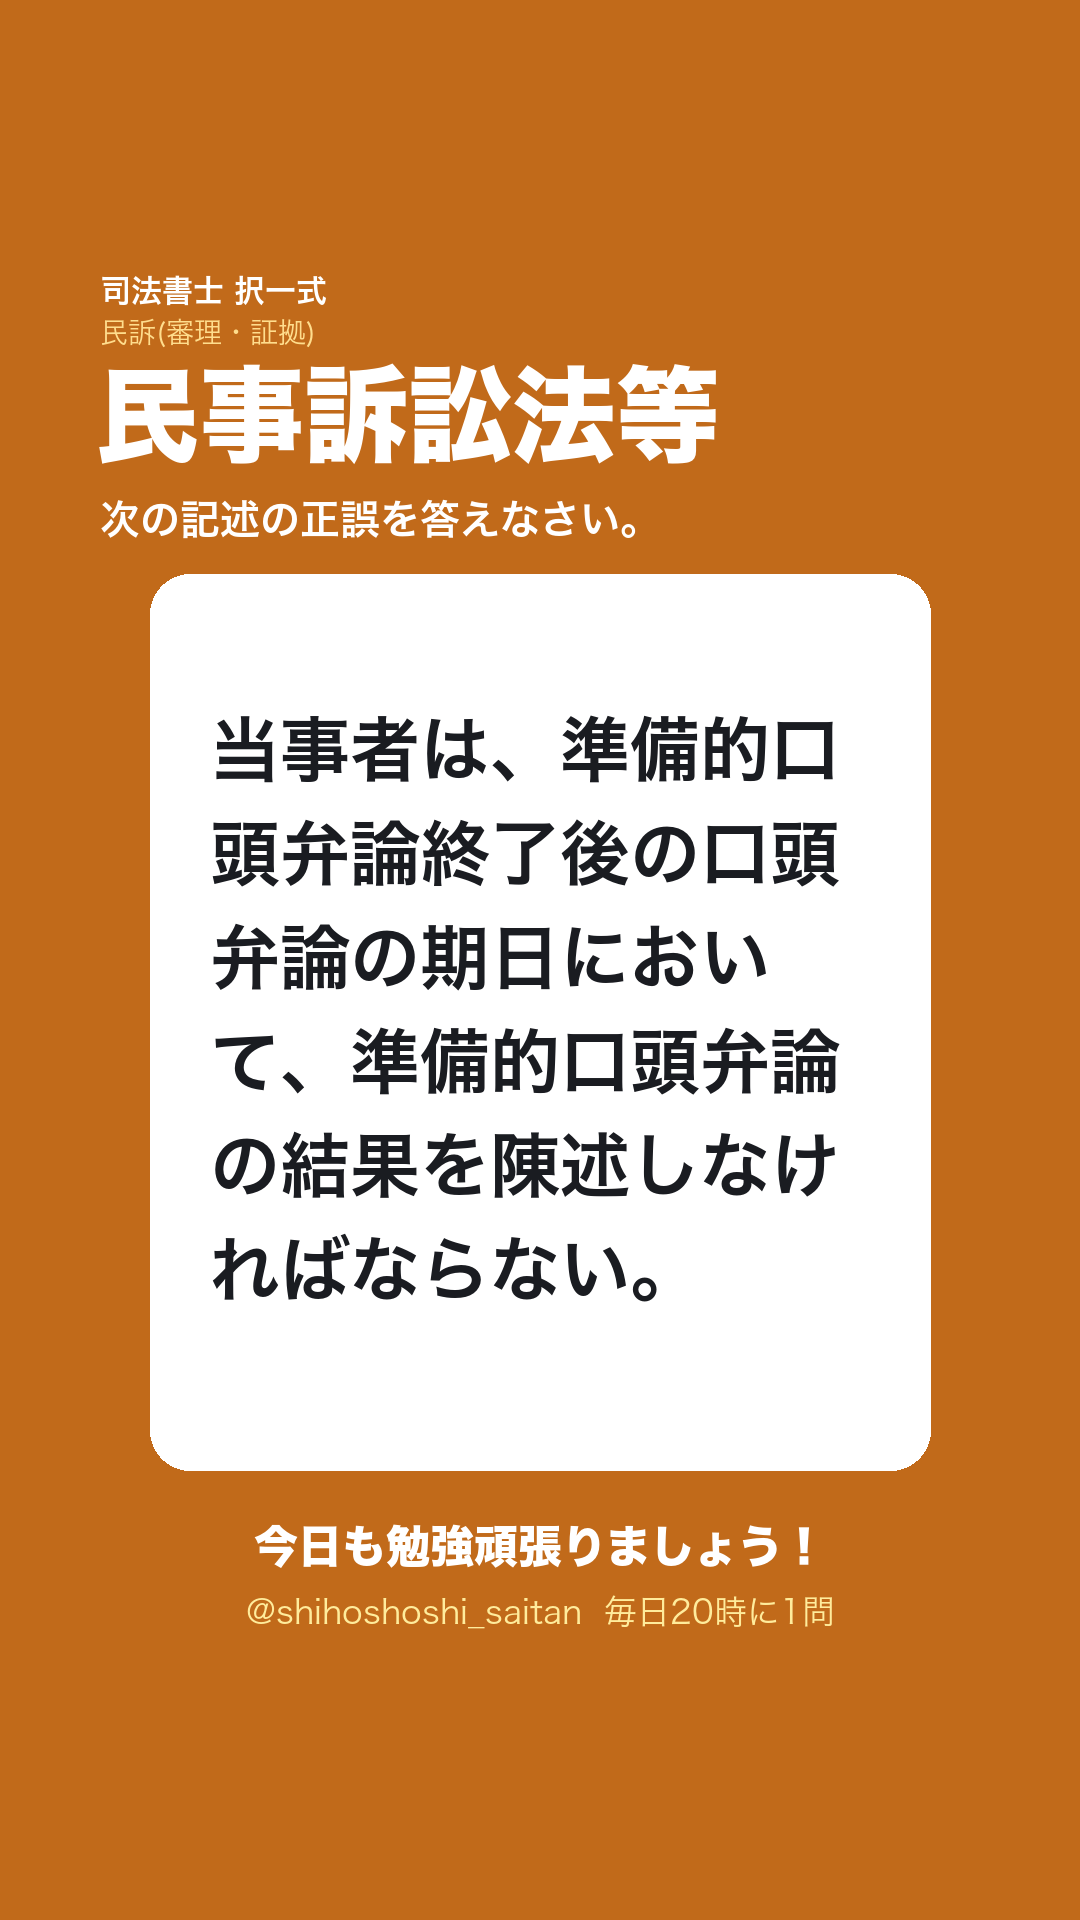 司法書士 択一式
民訴(審理・証拠)
民事訴訟法等
次の記述の正誤を答えなさい。
当事者は、準備的口
頭弁論終了後の口頭
弁論の期日におい
て、準備的口頭弁論
の結果を陳述しなけ
ればならない。
今日も勉強頑張りましょう！
@shihoshoshi_saitan 毎日20時に1問